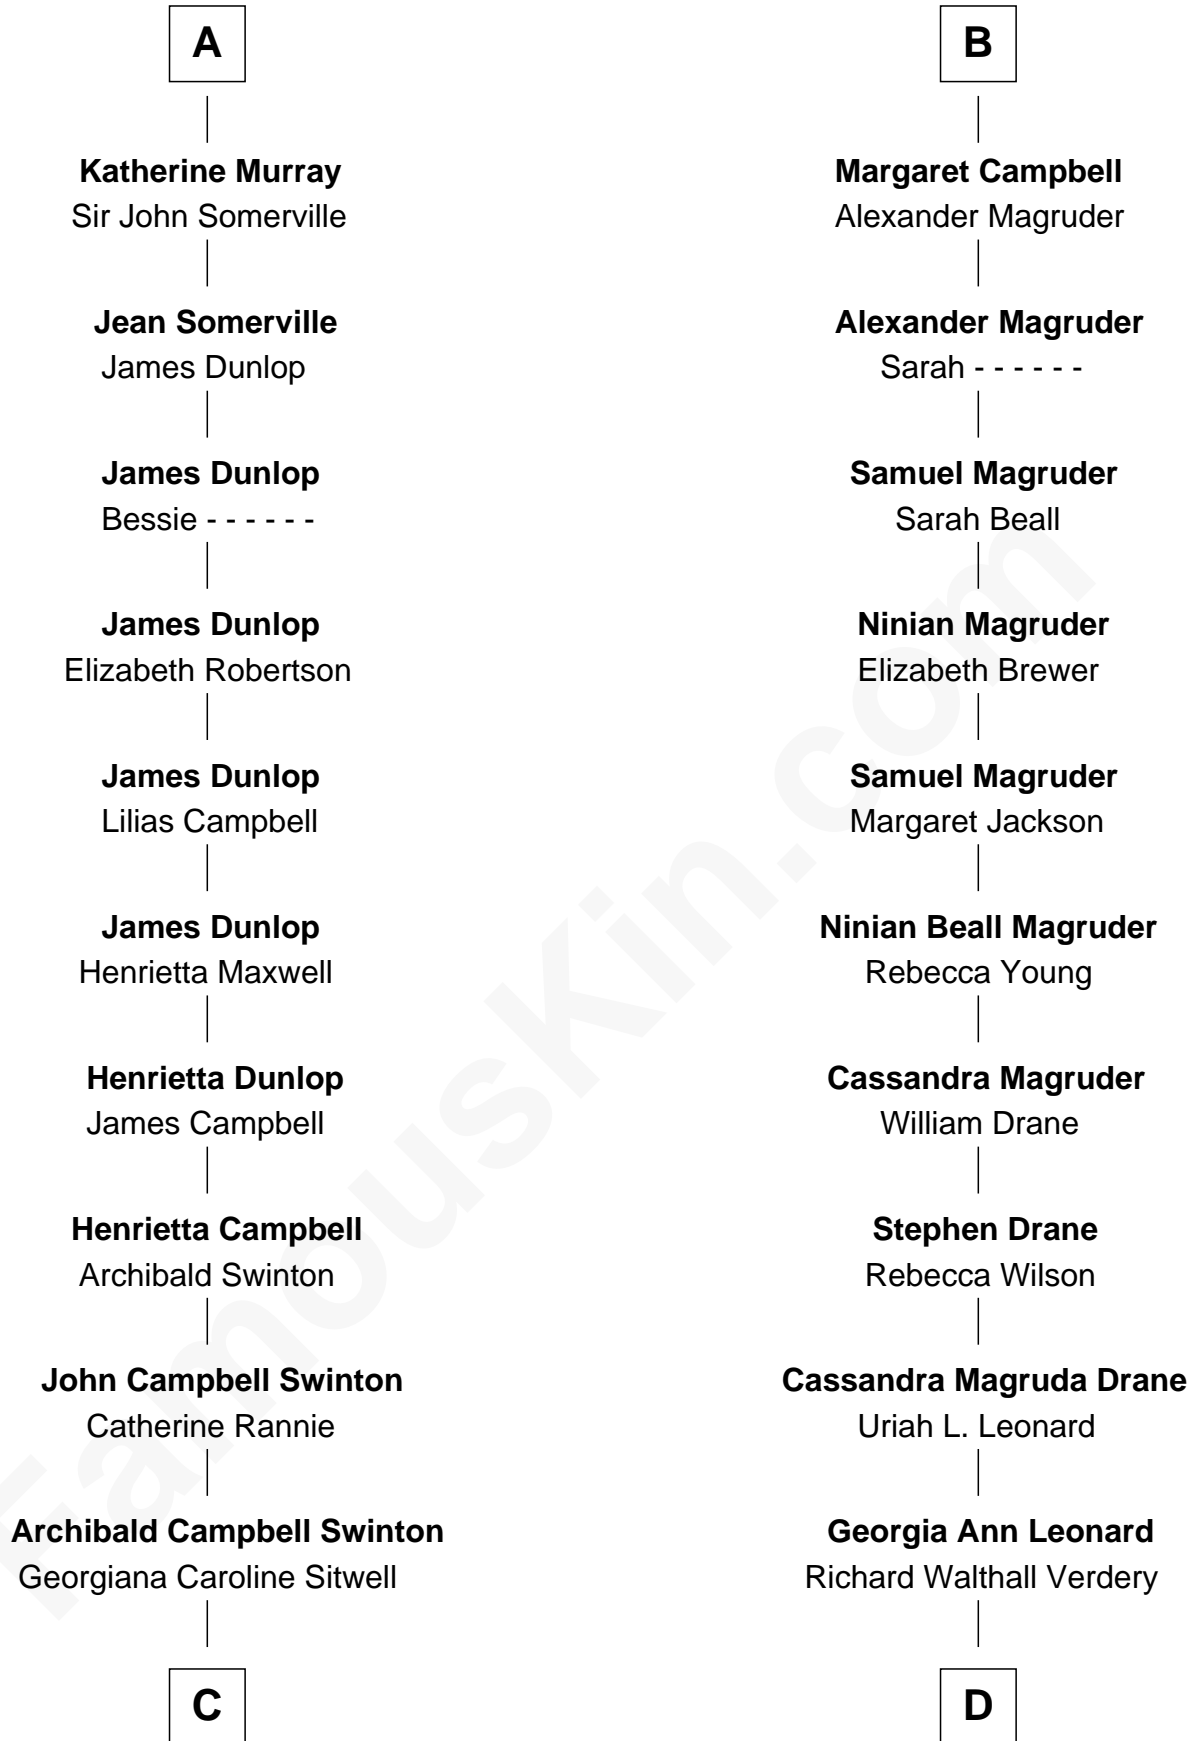 A
Katherine Murray
Sir John Somerville
Jean Somerville
James Dunlop
James Dunlop
Bessie - - - - - -
James Dunlop
Elizabeth Robertson
James Dunlop
Lilias Campbell
James Dunlop
Henrietta Maxwell
Henrietta Dunlop
James Campbell
Henrietta Campbell
Archibald Swinton
John Campbell Swinton
Catherine Rannie
Archibald Campbell Swinton
Georgiana Caroline Sitwell
C
B
Margaret Campbell
Alexander Magruder
Alexander Magruder
Sarah - - - - - -
Samuel Magruder
Sarah Beall
Ninian Magruder
Elizabeth Brewer
Samuel Magruder
Margaret Jackson
Ninian Beall Magruder
Rebecca Young
Cassandra Magruder
William Drane
Stephen Drane
Rebecca Wilson
Cassandra Magruda Drane
Uriah L. Leonard
Georgia Ann Leonard
Richard Walthall Verdery
D
FamousKin.com